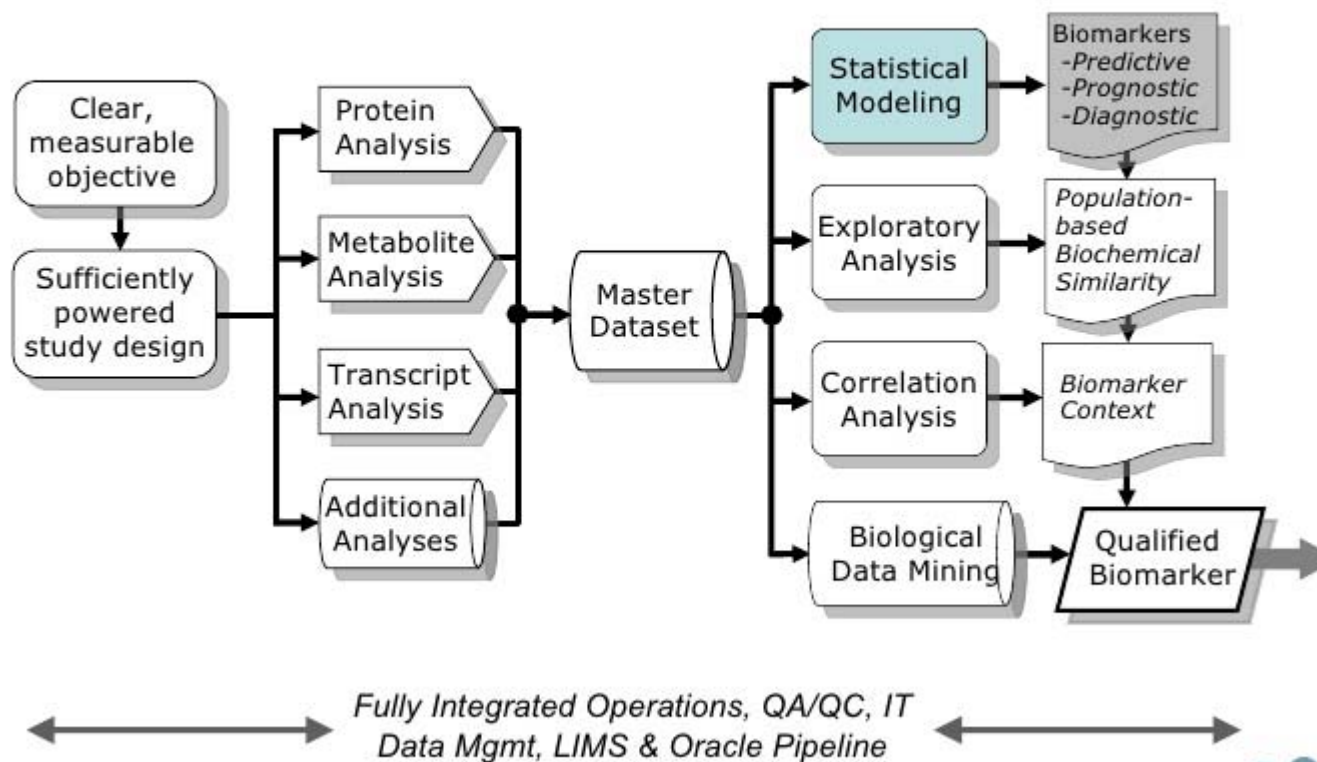 Clear,
measurable
objective
Sufficiently
powered
study design
Protein
Analysis
Metabolite
Analysis
Transcript
Analysis
Additional
Analyses
Master
Dataset
Statistical
Modeling
Exploratory
Analysis
Correlation
Analysis
Biological
Data Mining
Biomarkers
-Predictive
-Prognostic
-Diagnostic
Population-
based
Biochemical
Similarity
Biomarker
Context
Qualified
Biomarker
Fully Integrated Operations, QA/QC, IT
Data Mgmt, LIMS & Oracle Pipeline